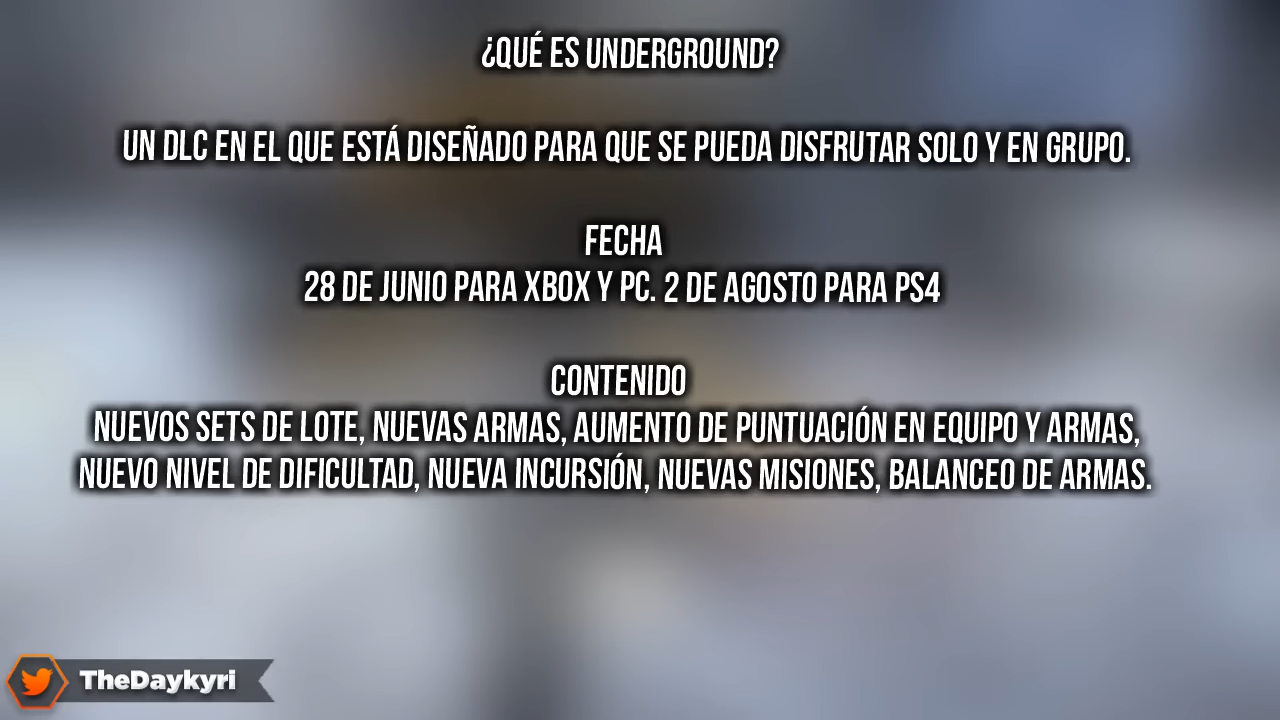 ¿QUÉ ES UNDERGROUND?
UN DLC EN EL QUE ESTÁ DISEÑADO PARA QUE SE PUEDA DISFRUTAR SOLO Y EN GRUPO.
FECHA
28 DE JUNIO PARA XBOX Y PC. 2 DE AGOSTO PARA PS4
CONTENIDO
NUEVOS SETS DE LOTE, NUEVAS ARMAS, AUMENTO DE PUNTUACIÓN EN EQUIPO Y ARMAS,
NUEVO NIVEL DE DIFICULTAD, NUEVA INCURSIÓN, NUEVAS MISIONES, BALANCEO DE ARMAS.
TheDaykyri